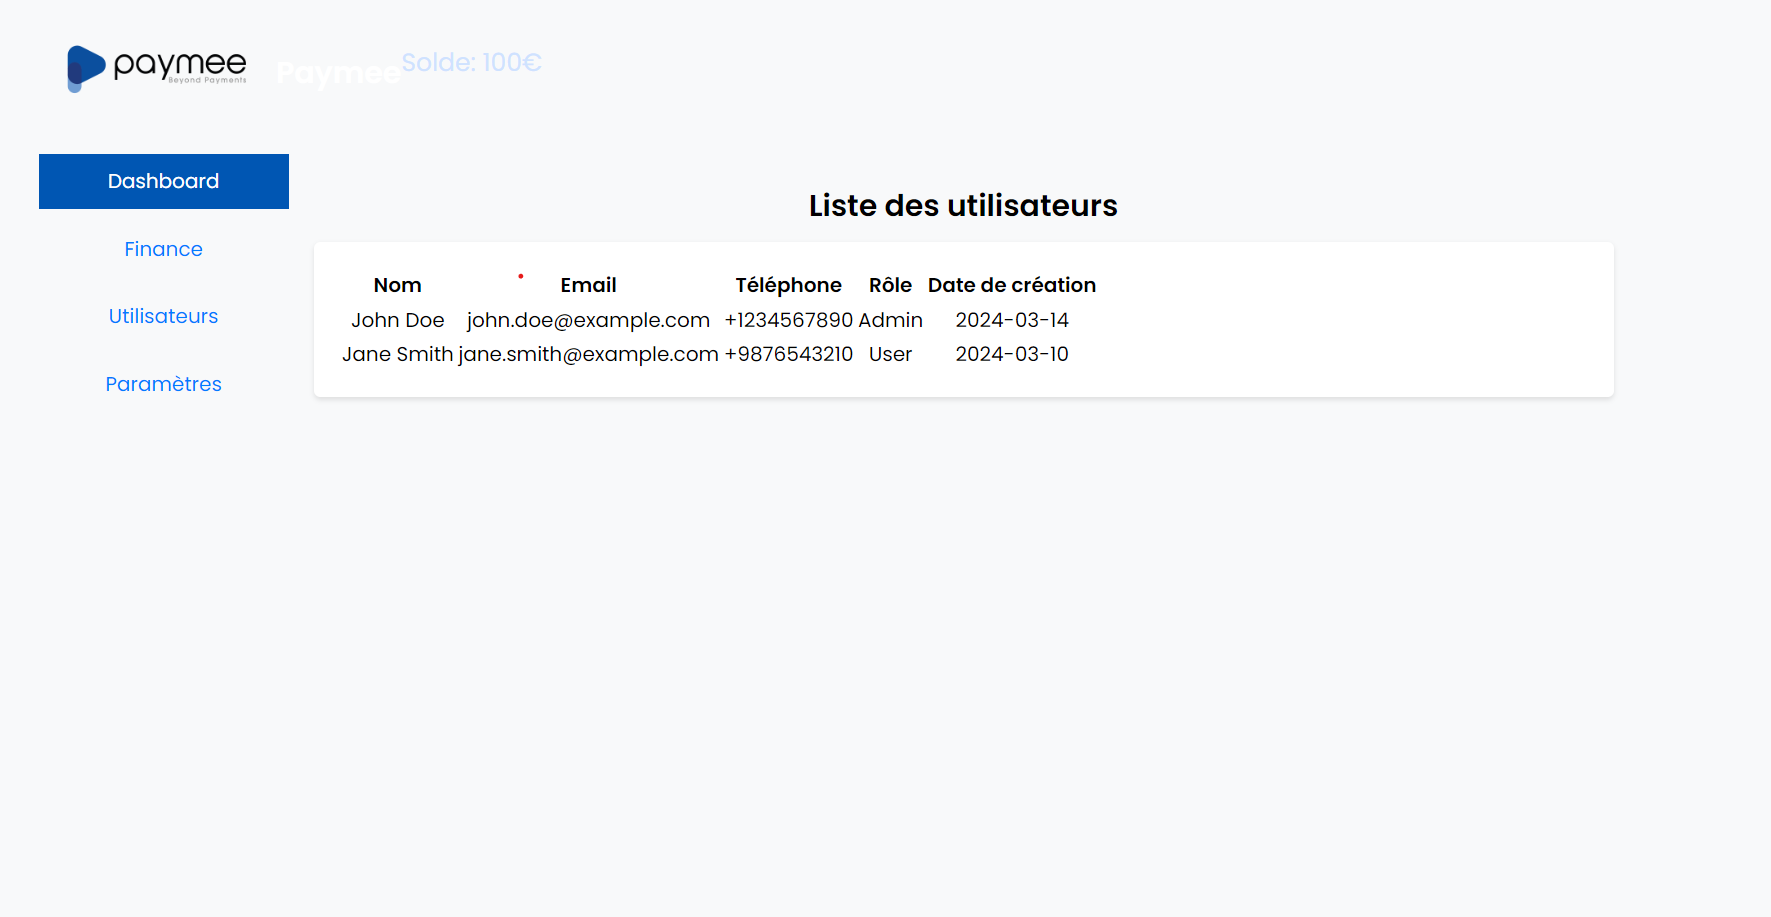 paymee
Beyond Payments
Paymee
Solde: 100€
Dashboard
Finance
Utilisateurs
Paramètres
Liste des utilisateurs
Nom Email Téléphone Rôle Date de création
John Doe john.doe@example.com +1234567890 Admin 2024-03-14
Jane Smith jane.smith@example.com +9876543210 User 2024-03-10